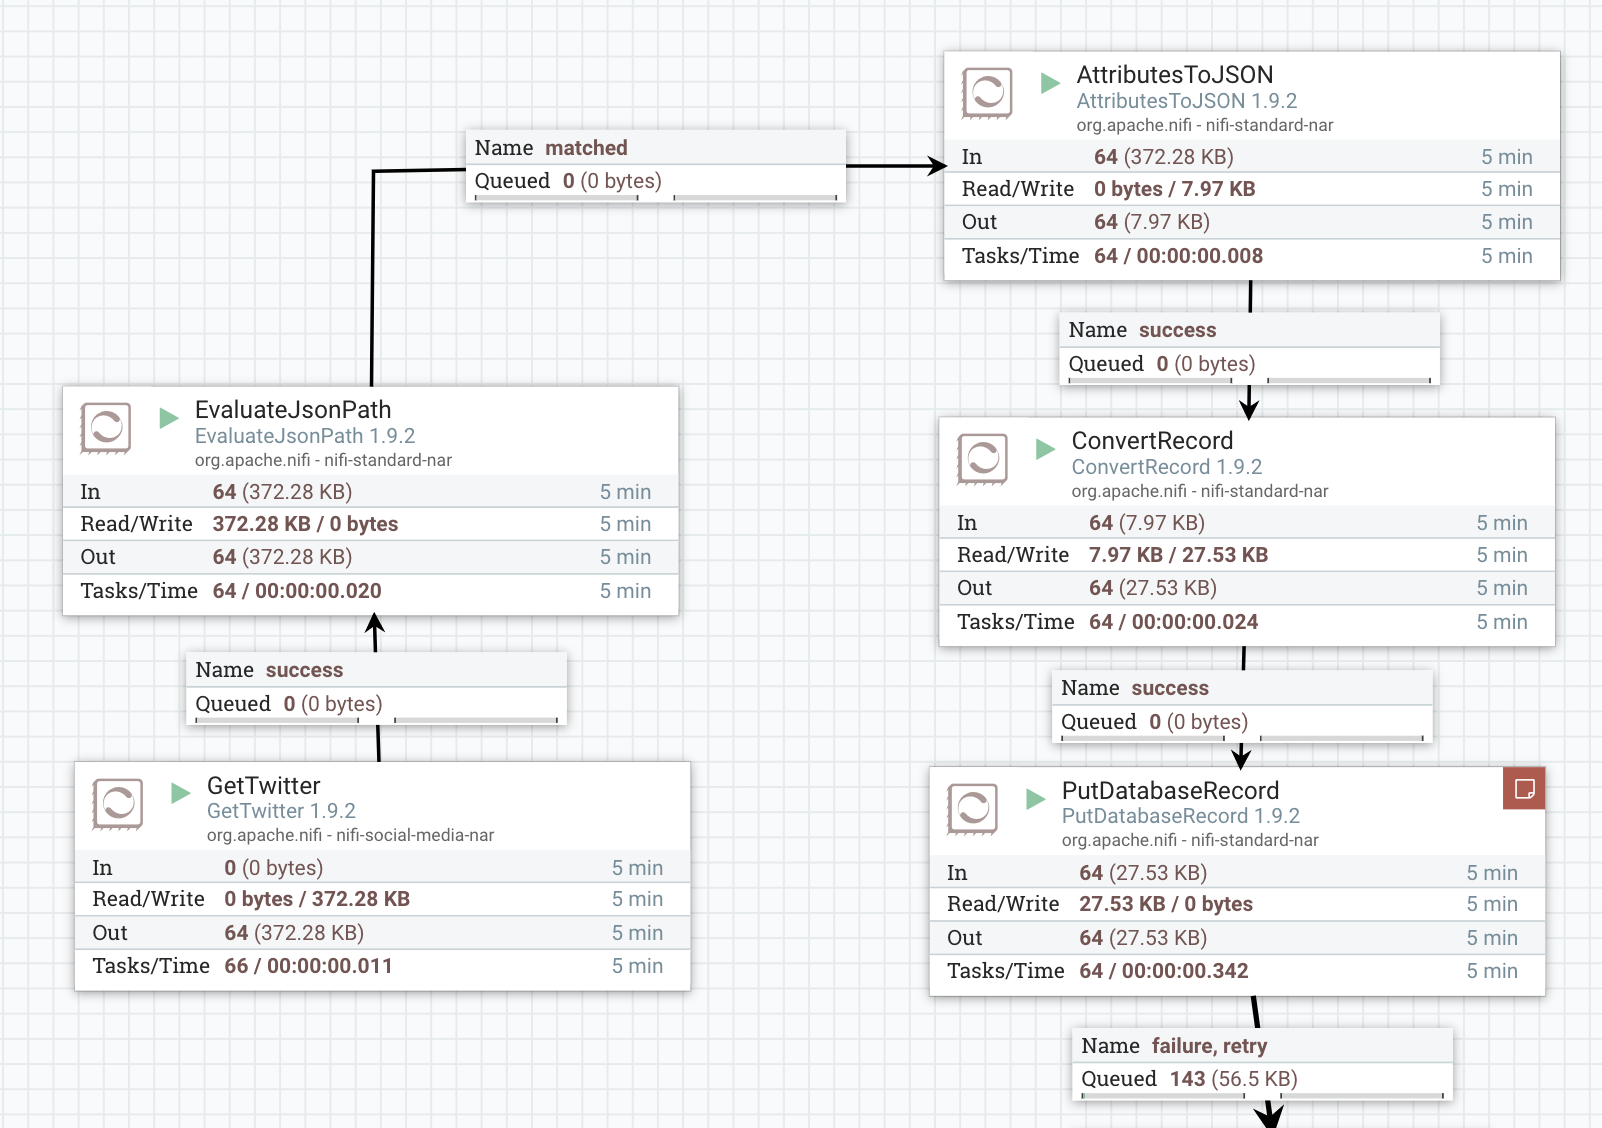 AttributesToJSON
AttributesToJSON 1.9.2
org.apache.nifi - nifi-standard-nar
In 64 (372.28 KB) 5 min
Read/Write 0 bytes / 7.97 KB 5 min
Out 64 (7.97 KB) 5 min
Tasks/Time 64 / 00:00:00.008 5 min
Name matched
Queued 0 (0 bytes)
Name success
Queued 0 (0 bytes)
EvaluateJsonPath
EvaluateJsonPath 1.9.2
org.apache.nifi - nifi-standard-nar
In 64 (372.28 KB) 5 min
Read/Write 372.28 KB / 0 bytes 5 min
Out 64 (372.28 KB) 5 min
Tasks/Time 64 / 00:00:00.020 5 min
ConvertRecord
ConvertRecord 1.9.2
org.apache.nifi - nifi-standard-nar
In 64 (7.97 KB) 5 min
Read/Write 7.97 KB / 27.53 KB 5 min
Out 64 (27.53 KB) 5 min
Tasks/Time 64 / 00:00:00.024 5 min
Name success
Queued 0 (0 bytes)
Name success
Queued 0 (0 bytes)
GetTwitter
GetTwitter 1.9.2
org.apache.nifi - nifi-social-media-nar
In 0 (0 bytes) 5 min
Read/Write 0 bytes / 372.28 KB 5 min
Out 64 (372.28 KB) 5 min
Tasks/Time 66 / 00:00:00.011 5 min
PutDatabaseRecord
PutDatabaseRecord 1.9.2
org.apache.nifi - nifi-standard-nar
In 64 (27.53 KB) 5 min
Read/Write 27.53 KB / 0 bytes 5 min
Out 64 (27.53 KB) 5 min
Tasks/Time 64 / 00:00:00.342 5 min
Name failure, retry
Queued 143 (56.5 KB)